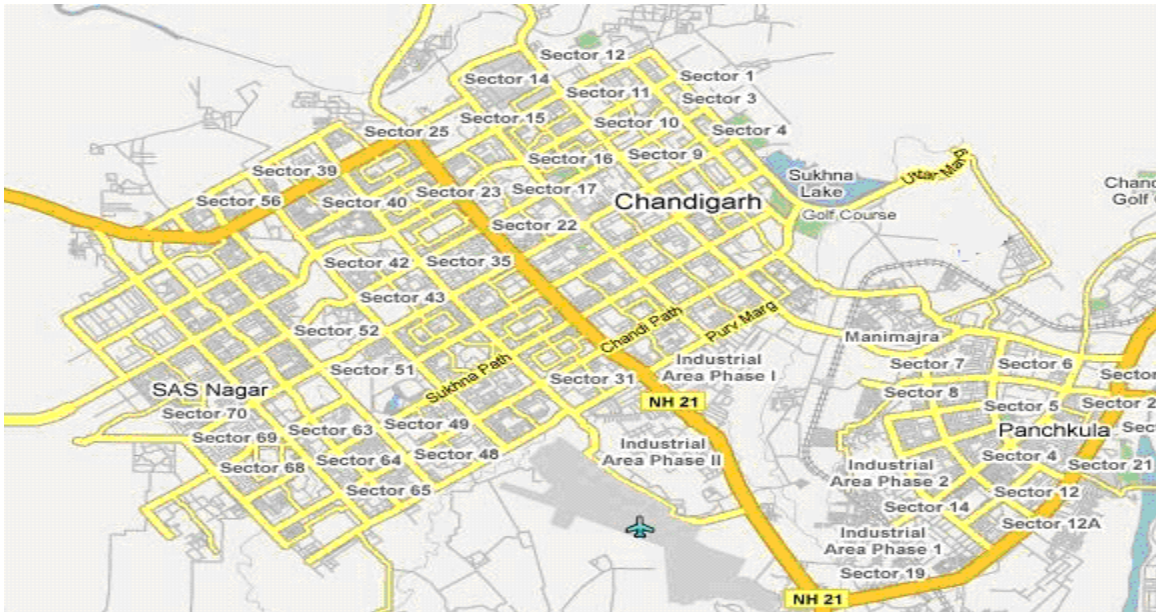 Sector 12
Sector 14
Sector 1
Sector 11
Sector 3
Sector 15
Sector 10
Sector 4
Sector 25
Sector 16
Sector 9
Sector 39
Sector 23
Sector 17
Sukhna
Lake
Uttar Marg
Chan
Golf C
Sector 56
Sector 40
Chandigarh
Golf Course
Sector 22
Sector 42
Sector 35
Sector 43
Sector 52
Chandi Path
Purv Marg
Manimajra
Sector 51
Sukhna Path
Sector 31
Industrial
Area Phase I
Sector 7
Sector 6
Sector
SAS Nagar
NH 21
Sector 8
Sector 5
Sector 2
Sector 70
Sector 49
Sector 63
Sector 69
Panchkula
Sec
Industrial
Area Phase II
Sector 48
Sector 64
Sector 68
Sector 4
Sector 21
Industrial
Area Phase 2
Sector 65
Sector 12
Sector 14
Sector 12A
Industrial
Area Phase 1
Sector 19
NH 21